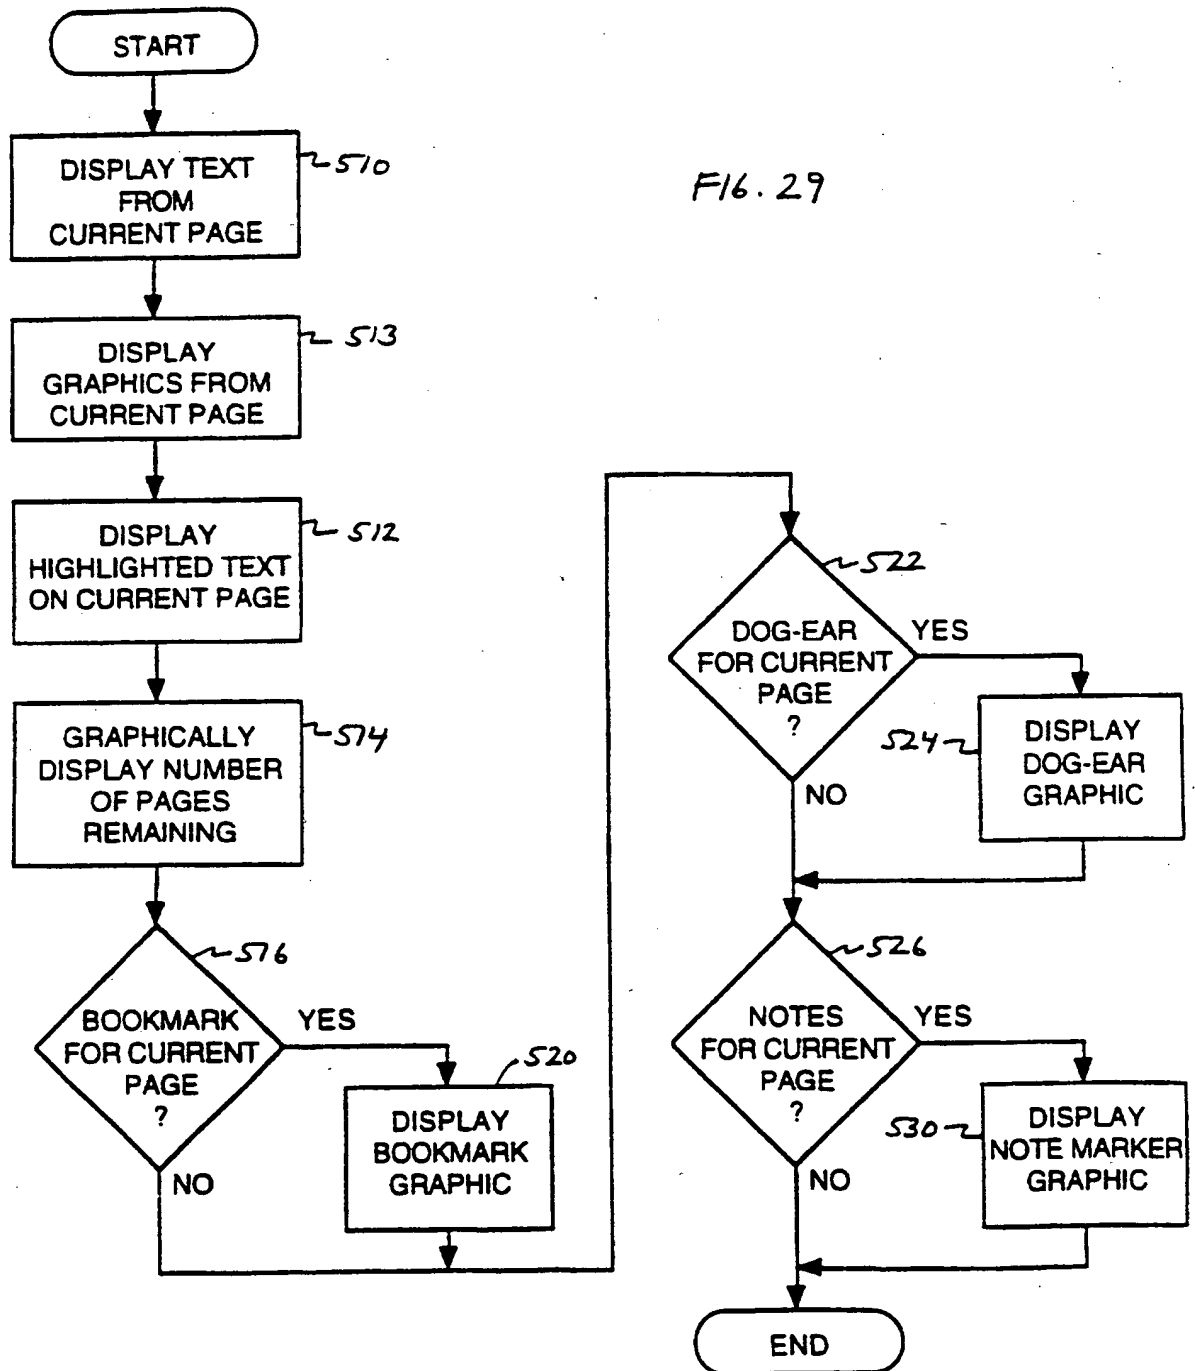 START
DISPLAY TEXT
FROM
CURRENT PAGE
510
FIG. 29
DISPLAY
GRAPHICS FROM
CURRENT PAGE
513
DISPLAY
HIGHLIGHTED TEXT
ON CURRENT PAGE
512
GRAPHICALLY
DISPLAY NUMBER
OF PAGES
REMAINING
514
BOOKMARK
FOR CURRENT
PAGE
?
516
YES
NO
DISPLAY
BOOKMARK
GRAPHIC
520
DOG-EAR
FOR CURRENT
PAGE
?
522
YES
NO
DISPLAY
DOG-EAR
GRAPHIC
524
NOTES
FOR CURRENT
PAGE
?
526
YES
NO
DISPLAY
NOTE MARKER
GRAPHIC
530
END